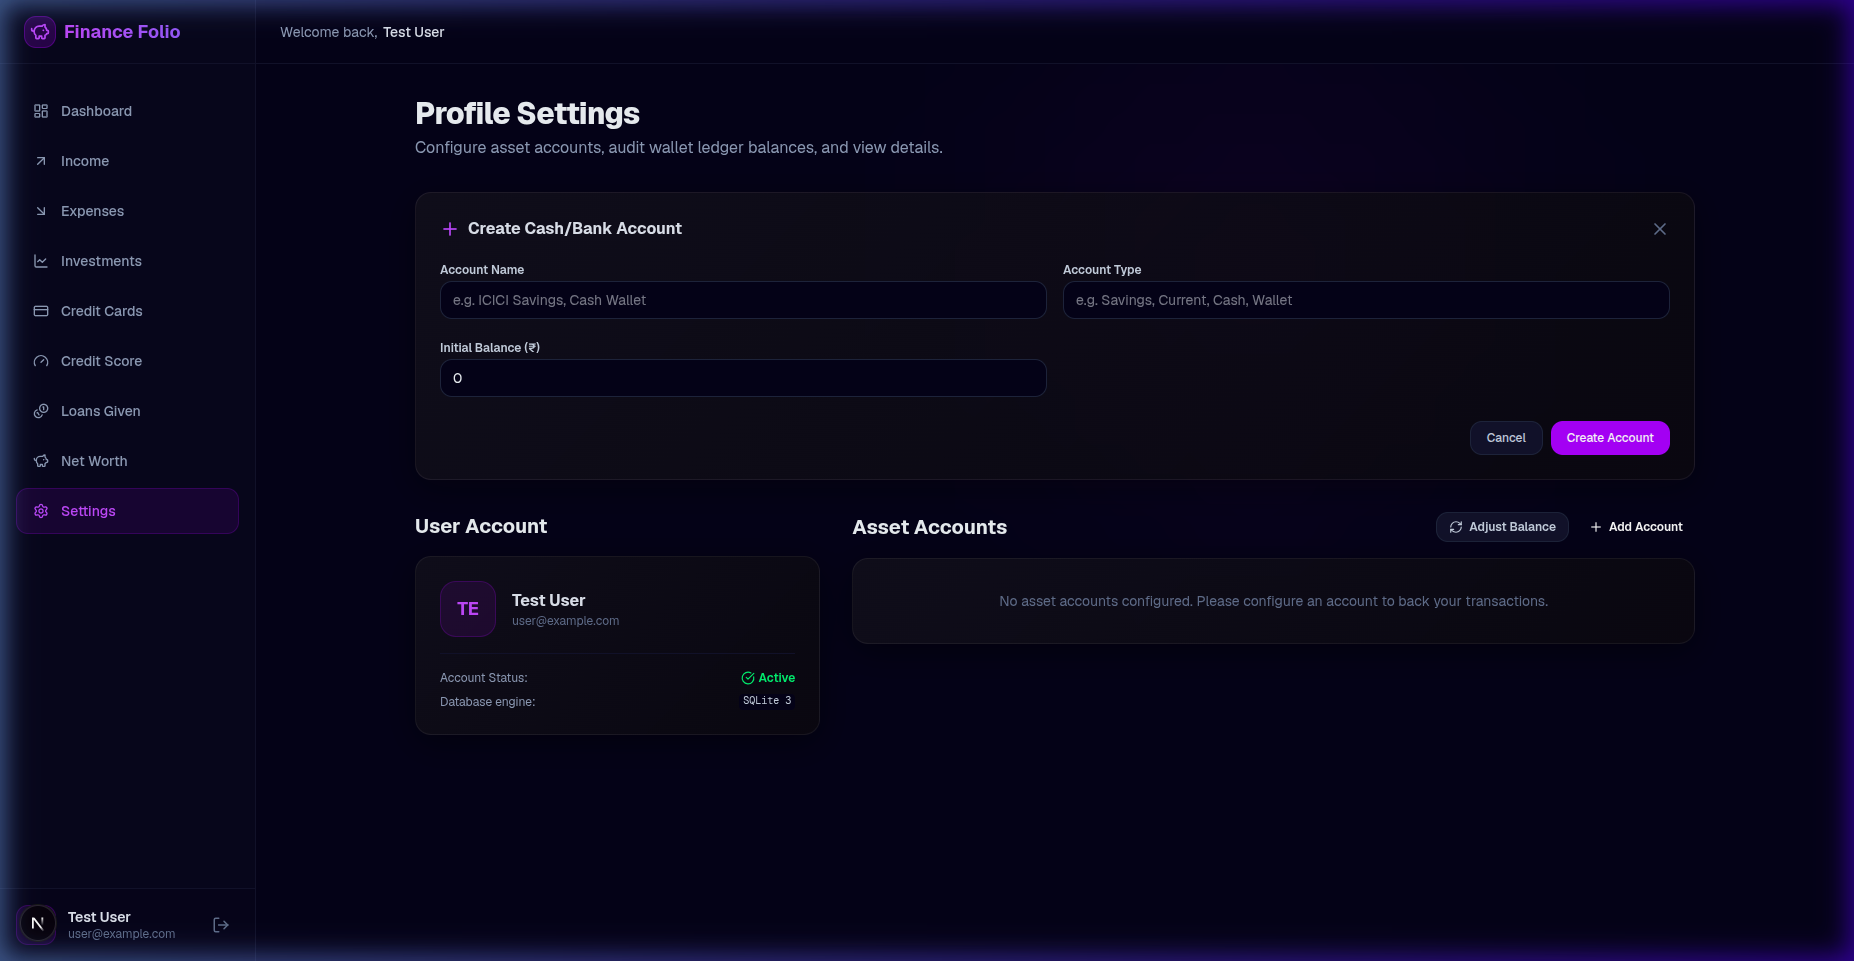 Finance Folio
Welcome back, Test User
Dashboard
Income
Expenses
Investments
Credit Cards
Credit Score
Loans Given
Net Worth
Settings
Profile Settings
Configure asset accounts, audit wallet ledger balances, and view details.
Create Cash/Bank Account
Account Name
Account Type
e.g. ICICI Savings, Cash Wallet
e.g. Savings, Current, Cash, Wallet
Initial Balance (₹)
0
Cancel
Create Account
User Account
TE
Test User
user@example.com
Account Status:
Active
Database engine:
SQLite 3
Asset Accounts
Adjust Balance
Add Account
No asset accounts configured. Please configure an account to back your transactions.
N
Test User
user@example.com